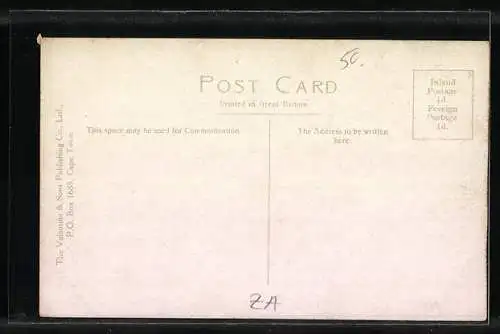 50.
POST CARD
Printed in Great Britain
Inland
Postage
½d.
Foreign
Postage
1d.
This space may be used for Communication
The Address to be written
here.
The Valentine & Sons Publishing Co., Ltd.,
P.O. Box 1685, Cape Town
ZA